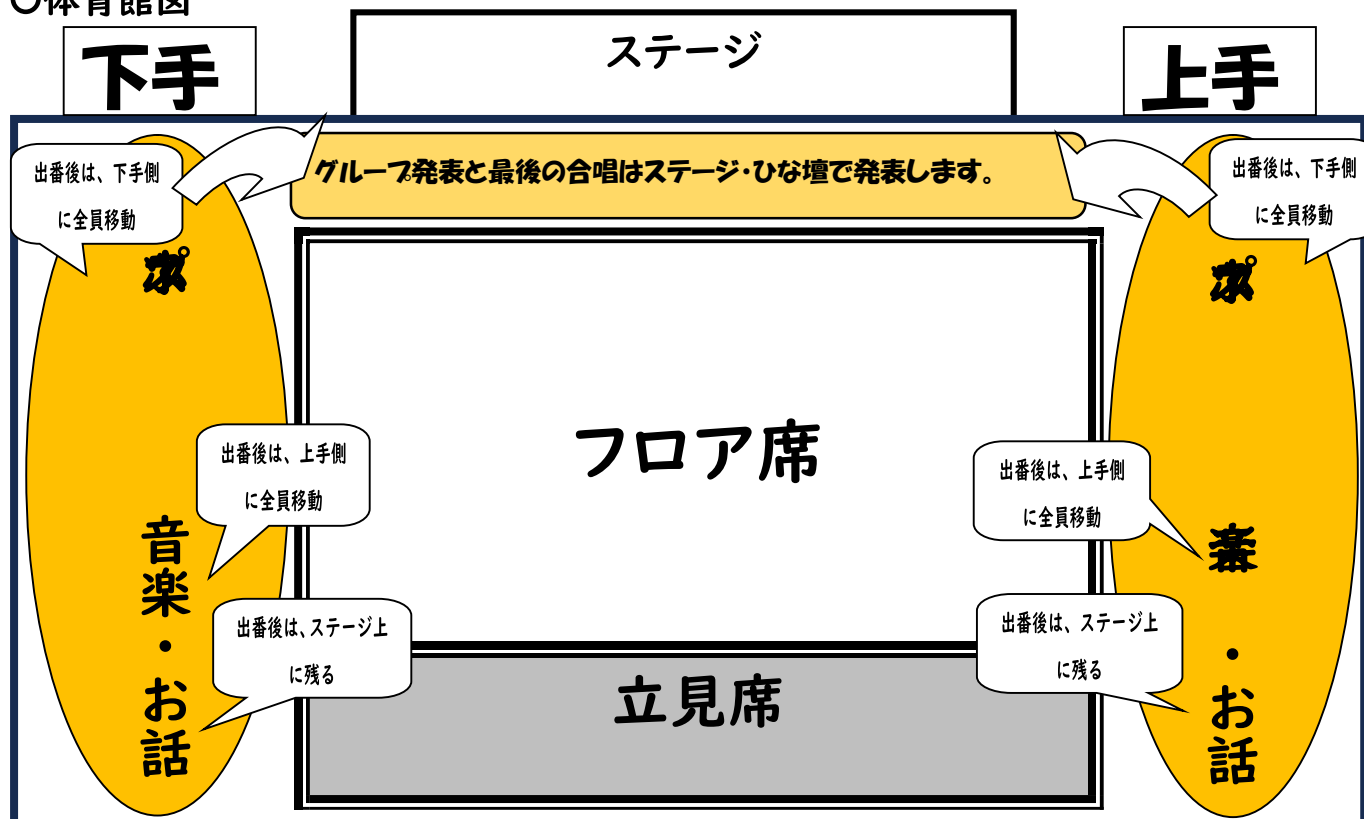 〇体育館図
ステージ
下手
上手
グループ発表と最後の合唱はステージ・ひな壇で発表します。
出番後は、下手側
に全員移動
出番後は、下手側
に全員移動
フロア席
出番後は、上手側
に全員移動
出番後は、上手側
に全員移動
音楽・お話
・お話
出番後は、ステージ上
に残る
出番後は、ステージ上
に残る
立見席